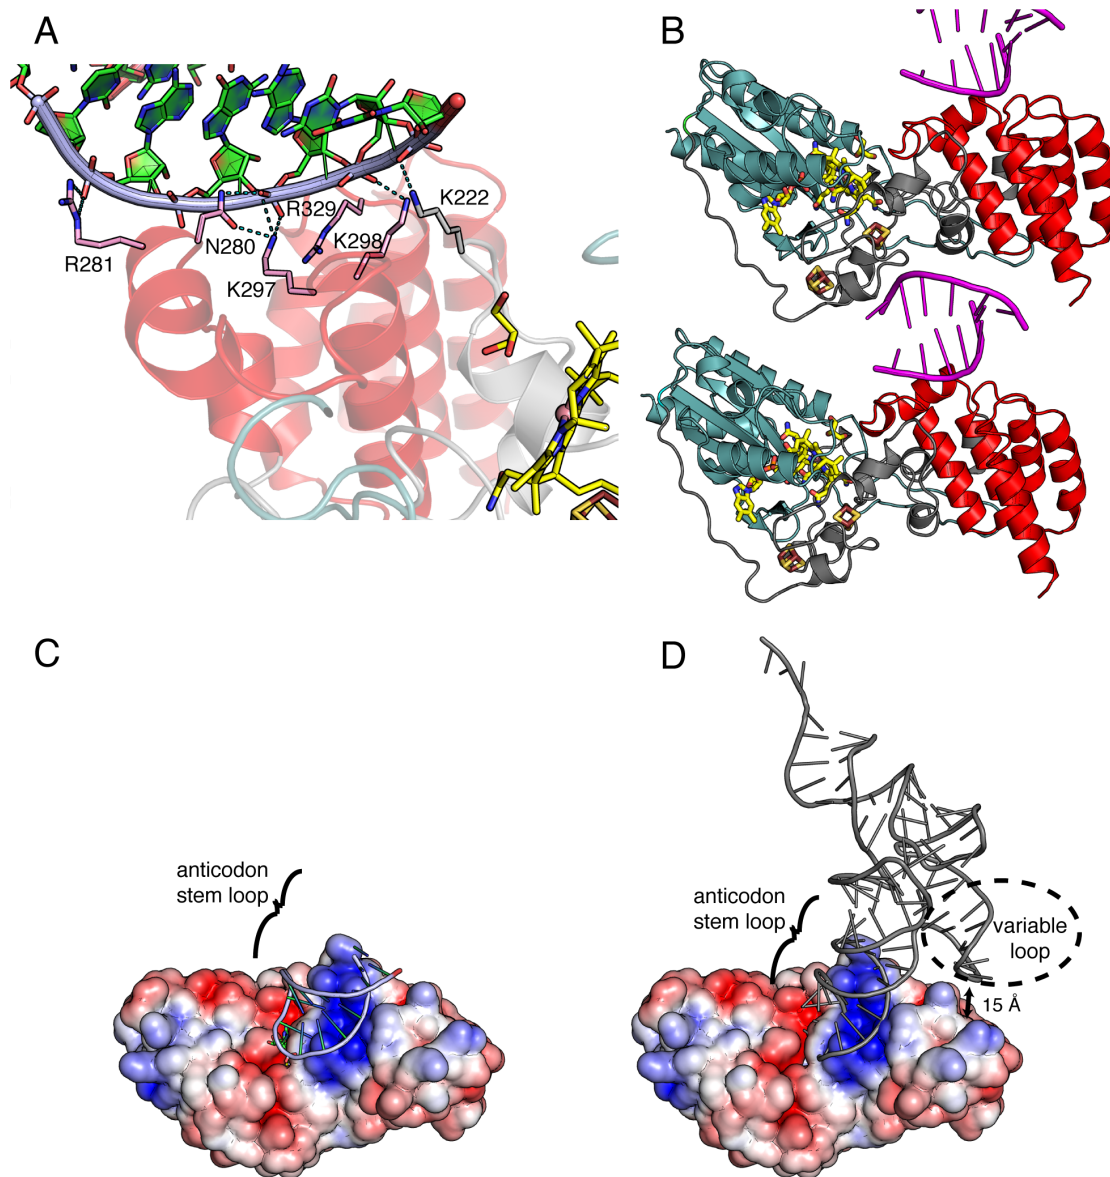 A
B
R329
K222
K298
N280
R281
K297
C
D
anticodon
stem loop
anticodon
stem loop
variable
loop
15 Å